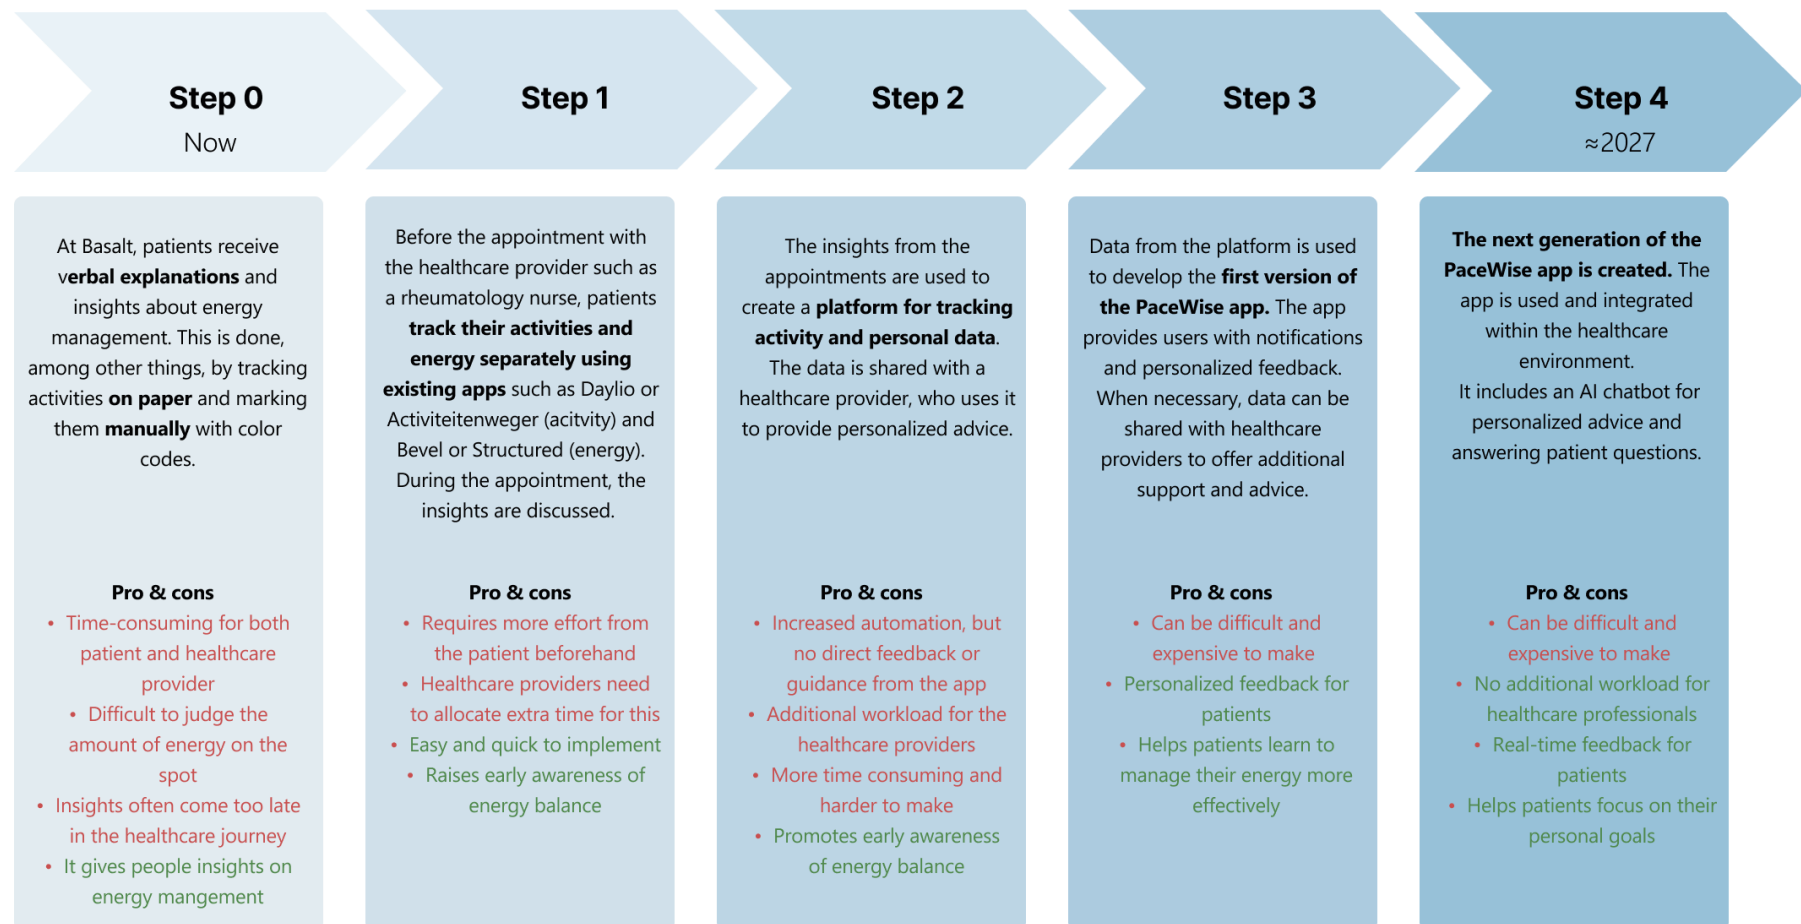 Step 0
Now
Step 1
Step 2
Step 3
Step 4
≈2027
At Basalt, patients receive
verbal explanations and
insights about energy
management. This is done,
among other things, by tracking
activities on paper and marking
them manually with color
codes.
Pro & cons
• Time-consuming for both
patient and healthcare
provider
• Difficult to judge the
amount of energy on the
spot
• Insights often come too late
in the healthcare journey
• It gives people insights on
energy mangement
Before the appointment with
the healthcare provider such as
a rheumatology nurse, patients
track their activities and
energy separately using
existing apps such as Daylio or
Activiteitenweger (acitvity) and
Bevel or Structured (energy).
During the appointment, the
insights are discussed.
Pro & cons
• Requires more effort from
the patient beforehand
• Healthcare providers need
to allocate extra time for this
• Easy and quick to implement
• Raises early awareness of
energy balance
The insights from the
appointments are used to
create a platform for tracking
activity and personal data.
The data is shared with a
healthcare provider, who uses it
to provide personalized advice.
Pro & cons
• Increased automation, but
no direct feedback or
guidance from the app
• Additional workload for the
healthcare providers
• More time consuming and
harder to make
• Promotes early awareness
of energy balance
Data from the platform is used
to develop the first version of
the PaceWise app. The app
provides users with notifications
and personalized feedback.
When necessary, data can be
shared with healthcare
providers to offer additional
support and advice.
Pro & cons
• Can be difficult and
expensive to make
• Personalized feedback for
patients
• Helps patients learn to
manage their energy more
effectively
The next generation of the
PaceWise app is created. The
app is used and integrated
within the healthcare
environment.
It includes an AI chatbot for
personalized advice and
answering patient questions.
Pro & cons
• Can be difficult and
expensive to make
• No additional workload for
healthcare professionals
• Real-time feedback for
patients
• Helps patients focus on their
personal goals